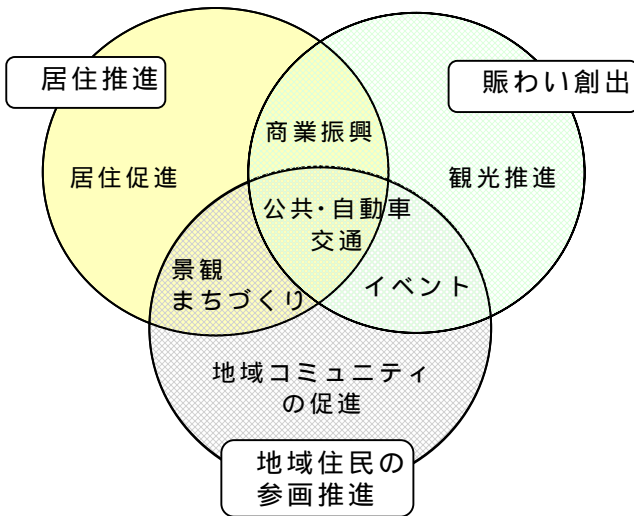 居住推進
賑わい創出
商業振興
居住促進
観光推進
公共・自動車
交通
景観
まちづくり
イベント
地域コミュニティ
の促進
地域住民の
参画推進